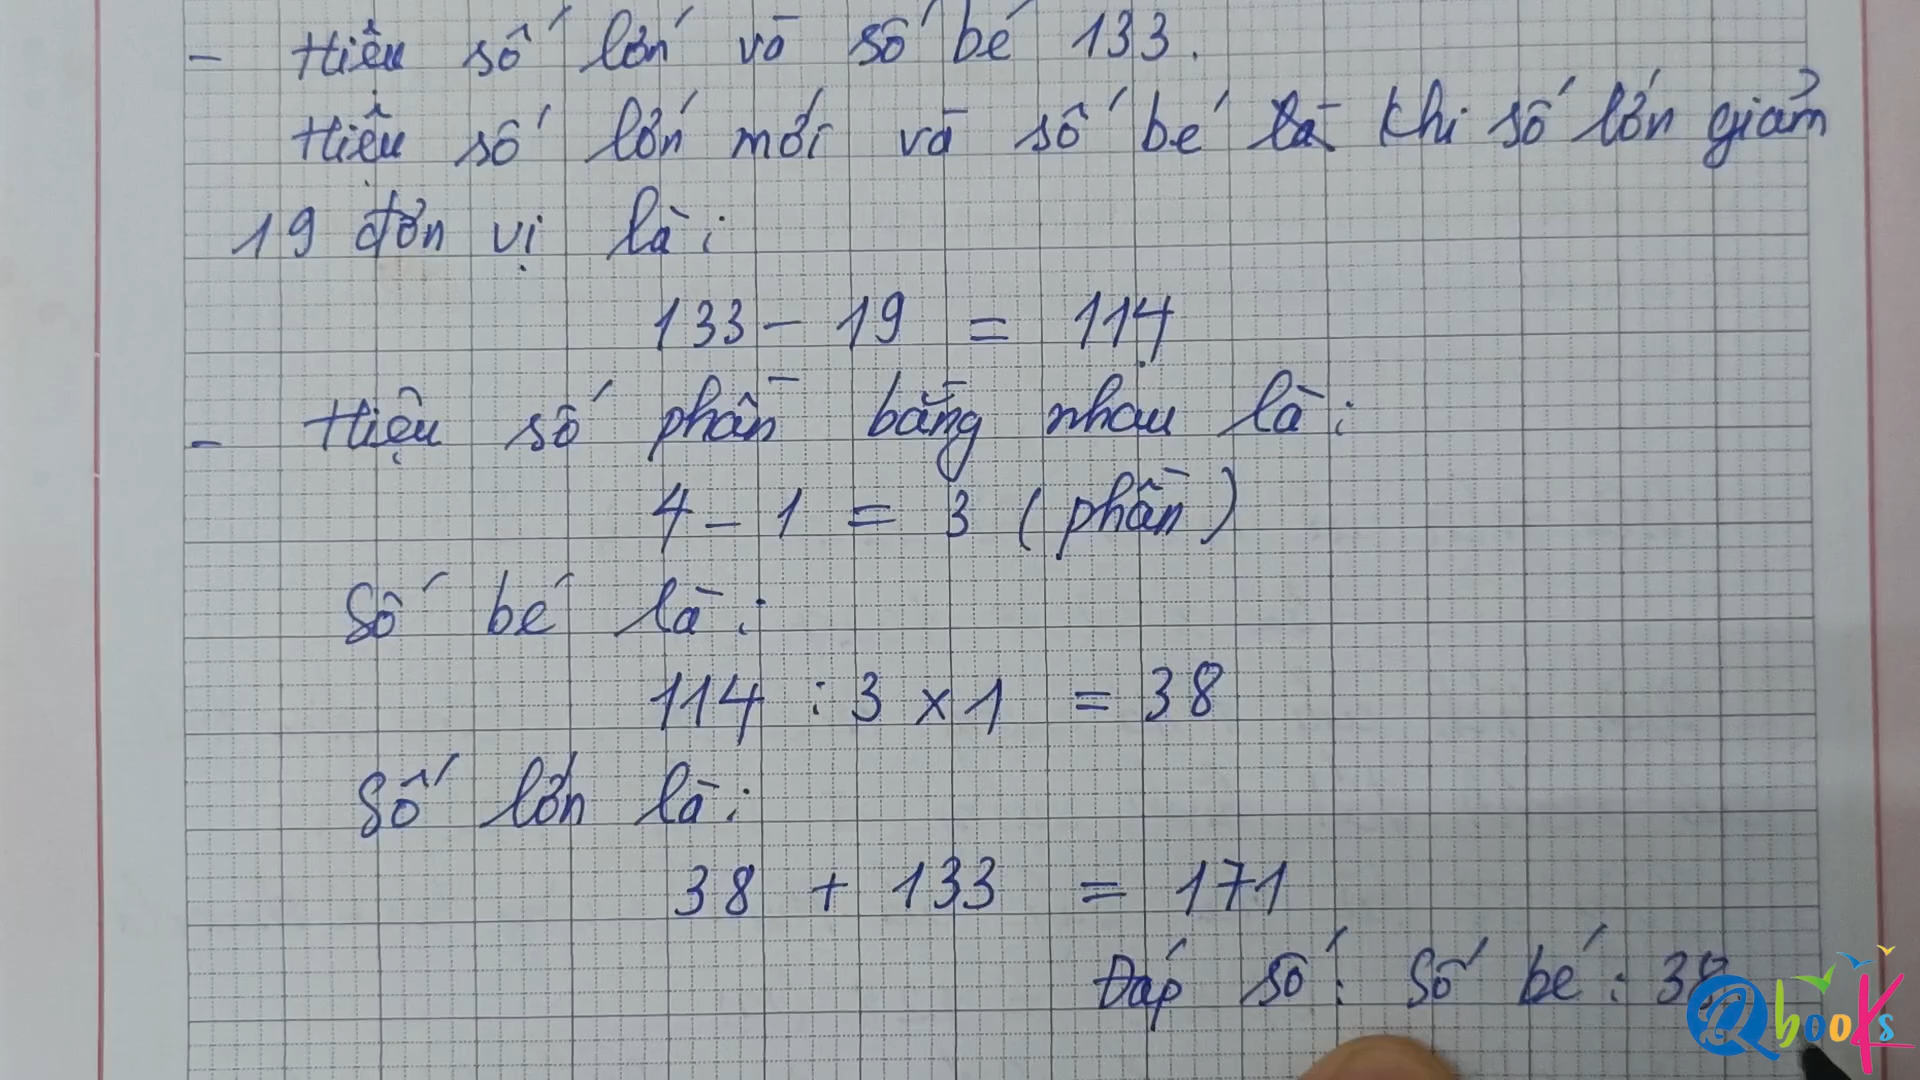 - Hiệu số lớn và số bé 133.
Hiệu số lớn mới và số bé là khi số lớn giảm
19 đơn vị là:
133 - 19 = 114
- Hiệu số phần bằng nhau là:
4 - 1 = 3 (phần)
Số bé là:
114 : 3 x 1 = 38
Số lớn là:
38 + 133 = 171
Đáp số: Số bé: 38
Qbooks